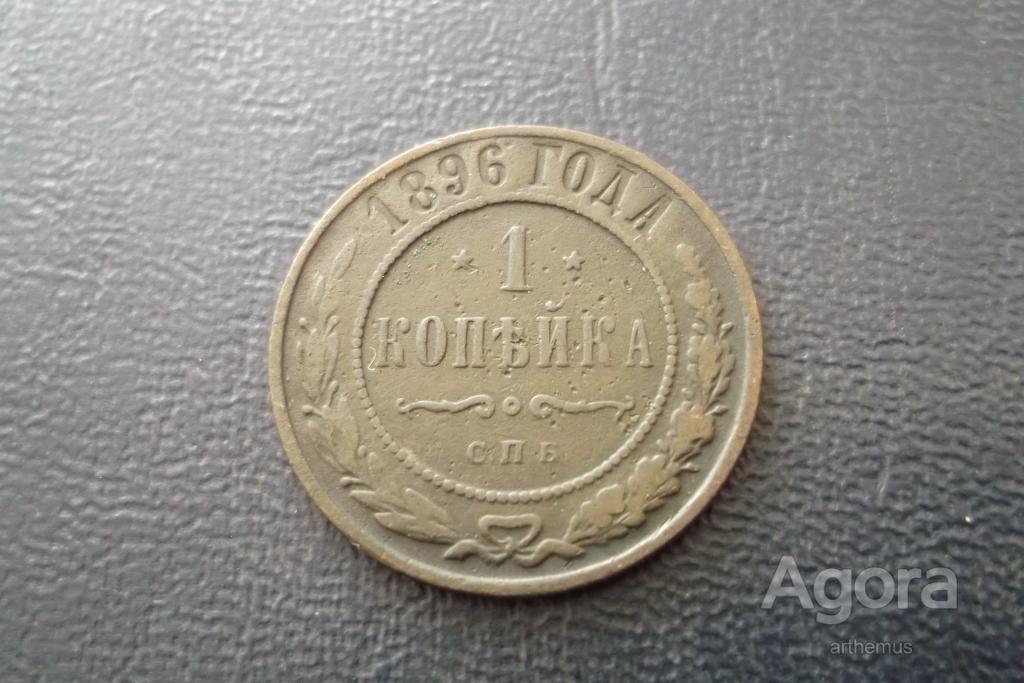 1896 ГОДА
1
КОПѢЙКА
С П Б
Agora
arthemus